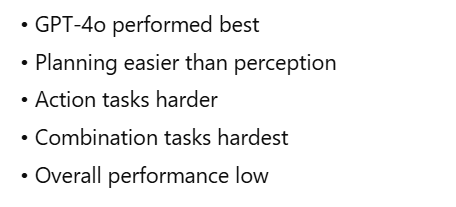 • GPT-4o performed best
• Planning easier than perception
• Action tasks harder
• Combination tasks hardest
• Overall performance low